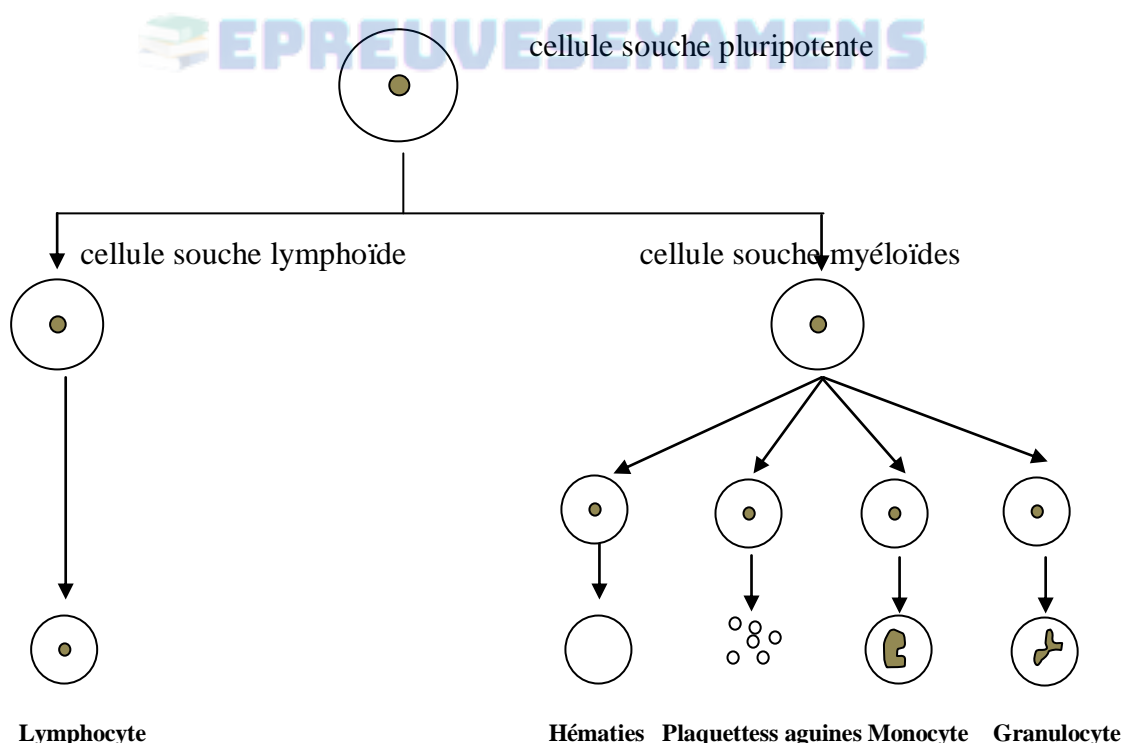 EPREUVESEXAMENS
cellule souche pluripotente
cellule souche lymphoïde
cellule souche myéloïdes
Lymphocyte
Hématies
Plaquettess aguines
Monocyte
Granulocyte